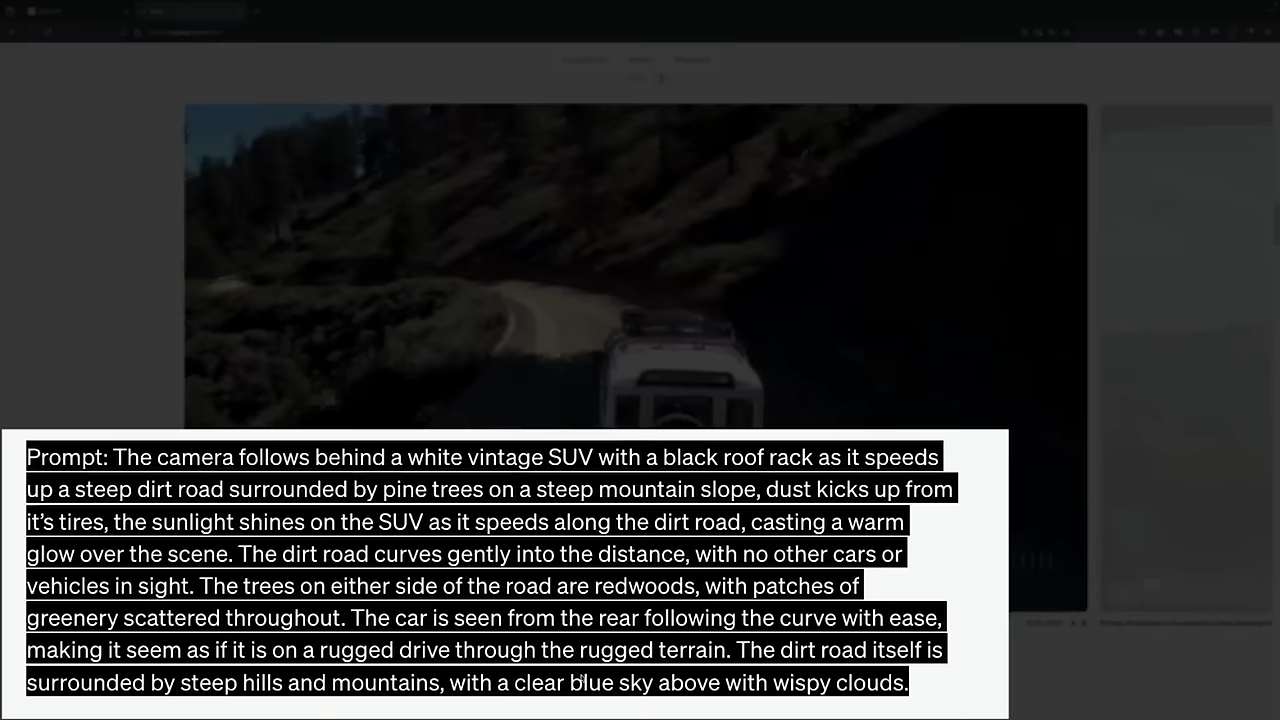 Prompt: The camera follows behind a white vintage SUV with a black roof rack as it speeds
up a steep dirt road surrounded by pine trees on a steep mountain slope, dust kicks up from
it’s tires, the sunlight shines on the SUV as it speeds along the dirt road, casting a warm
glow over the scene. The dirt road curves gently into the distance, with no other cars or
vehicles in sight. The trees on either side of the road are redwoods, with patches of
greenery scattered throughout. The car is seen from the rear following the curve with ease,
making it seem as if it is on a rugged drive through the rugged terrain. The dirt road itself is
surrounded by steep hills and mountains, with a clear blue sky above with wispy clouds.